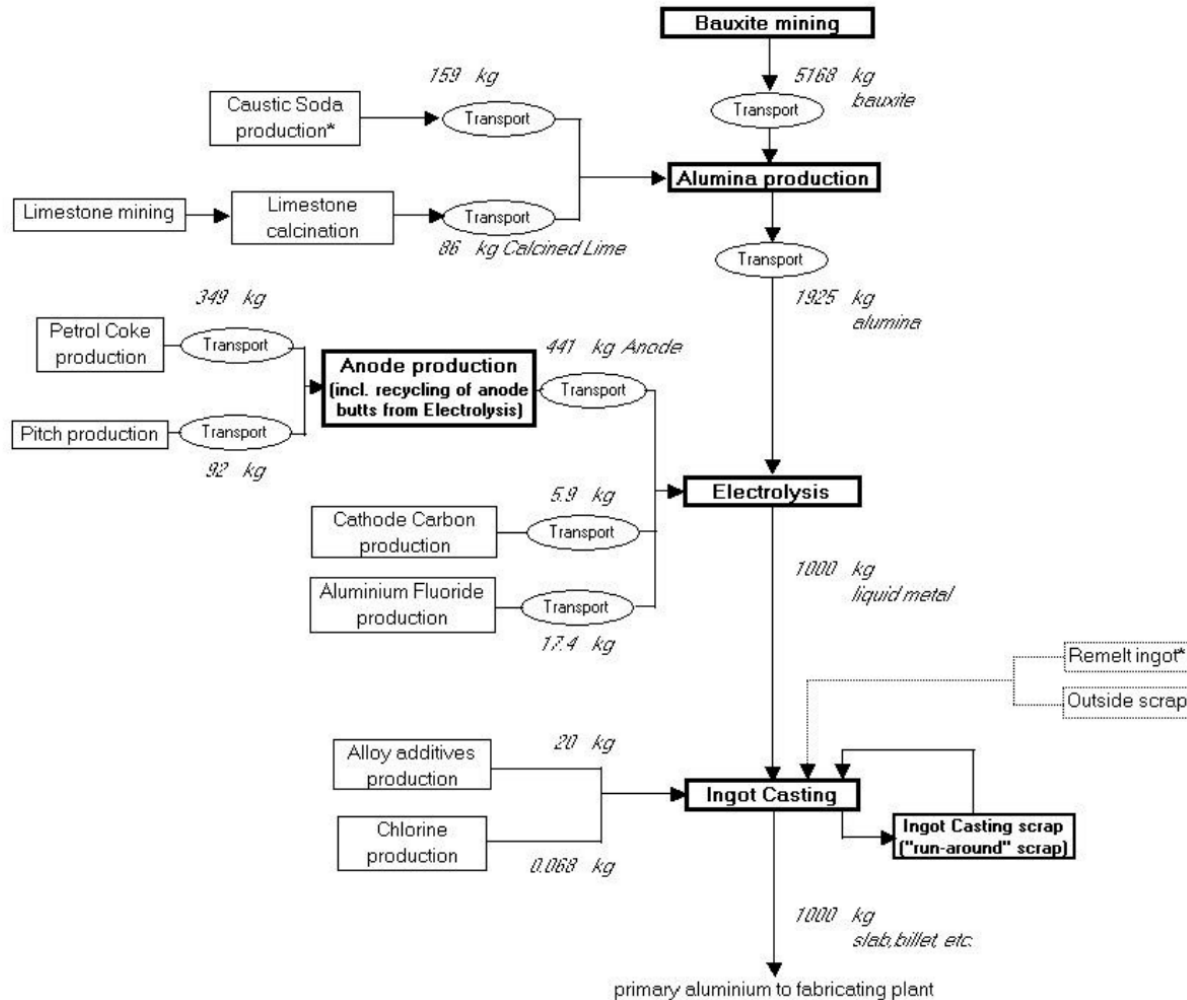 Bauxite mining
159 kg
5168 kg
bauxite
Caustic Soda
production*
Transport
Transport
Alumina production
Limestone mining
Limestone
calcination
Transport
86 kg Calcined Lime
Transport
1925 kg
alumina
349 kg
Petrol Coke
production
Transport
441 kg Anode
Anode production
(incl. recycling of anode
butts from Electrolysis)
Transport
Pitch production
Transport
92 kg
Electrolysis
5.9 kg
Cathode Carbon
production
Transport
1000 kg
liquid metal
Aluminium Fluoride
production
Transport
17.4 kg
Remelt ingot*
Outside scrap
20 kg
Alloy additives
production
Ingot Casting
Chlorine
production
0.068 kg
Ingot Casting scrap
("run-around" scrap)
1000 kg
slab,billet, etc.
primary aluminium to fabricating plant